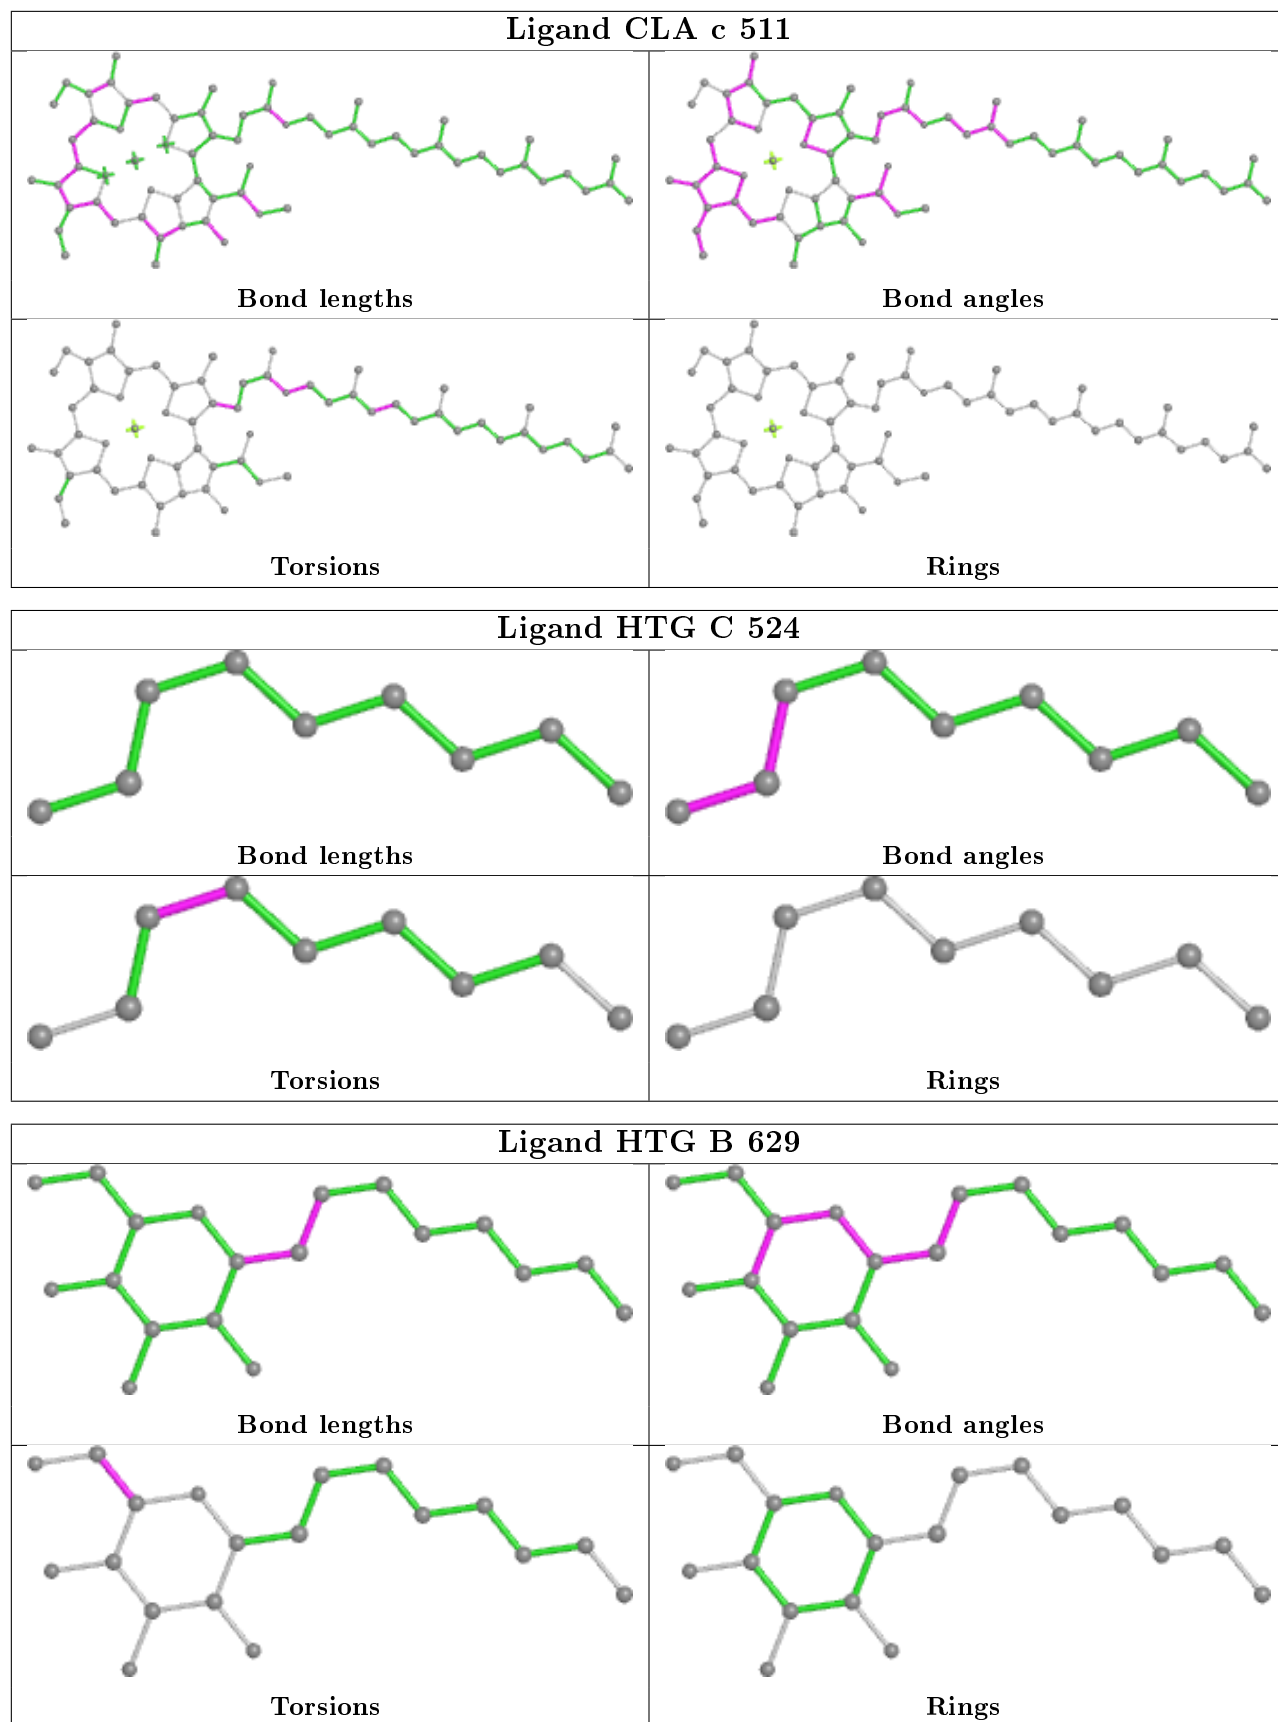 Ligand CLA c 511
Bond lengths
Bond angles
Torsions
Rings
Ligand HTG C 524
Bond lengths
Bond angles
Torsions
Rings
Ligand HTG B 629
Bond lengths
Bond angles
Torsions
Rings